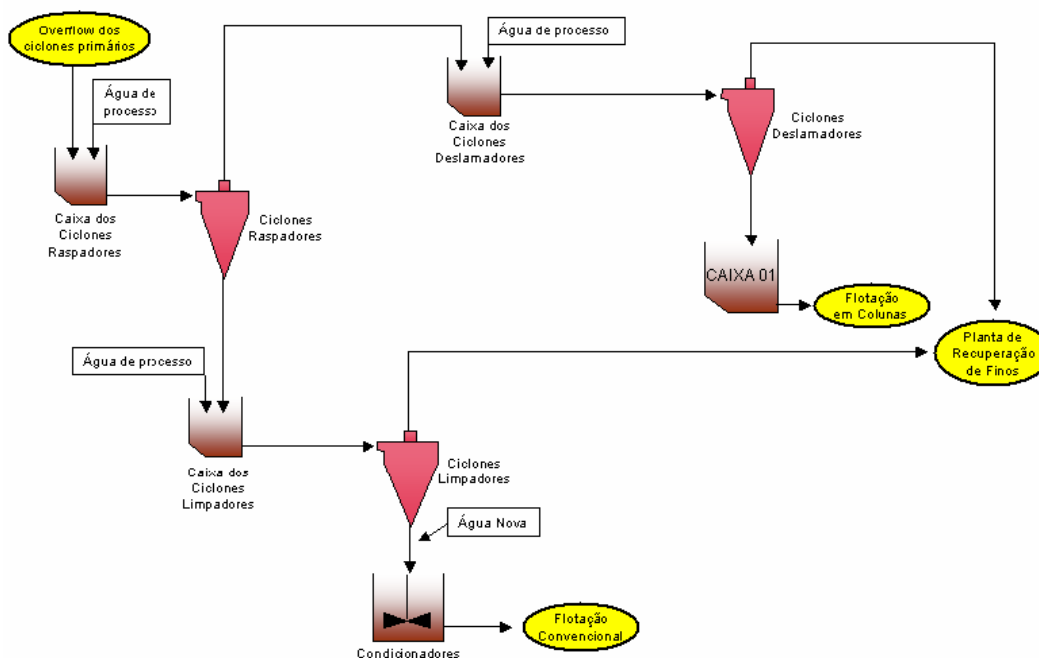 Overflow dos
ciclones primários
Água de
processo
Caixa dos
Ciclones
Raspadores
Ciclones
Raspadores
Água de processo
Caixa dos
Ciclones
Deslamadores
Ciclones
Deslamadores
CAIXA 01
Flotação
em Colunas
Planta de
Recuperação
de Finos
Água de processo
Caixa dos
Ciclones
Limpadores
Ciclones
Limpadores
Água Nova
Condicionadores
Flotação
Convencional